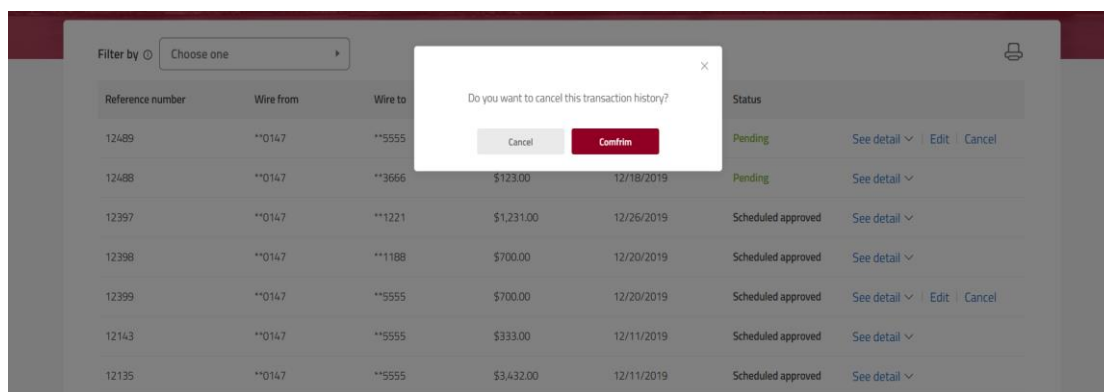 Filter by Choose one
Reference number Wire from Wire to Status
Do you want to cancel this transaction history?
12489 **0147 **5555 Pending See detail Edit Cancel
Cancel Comfrim
12488 **0147 **3666 $123.00 12/18/2019 Pending See detail
12397 **0147 **1221 $1,231.00 12/26/2019 Scheduled approved See detail
12398 **0147 **1188 $700.00 12/20/2019 Scheduled approved See detail
12399 **0147 **5555 $700.00 12/20/2019 Scheduled approved See detail Edit Cancel
12143 **0147 **5555 $333.00 12/11/2019 Scheduled approved See detail
12135 **0147 **5555 $3,432.00 12/11/2019 Scheduled approved See detail